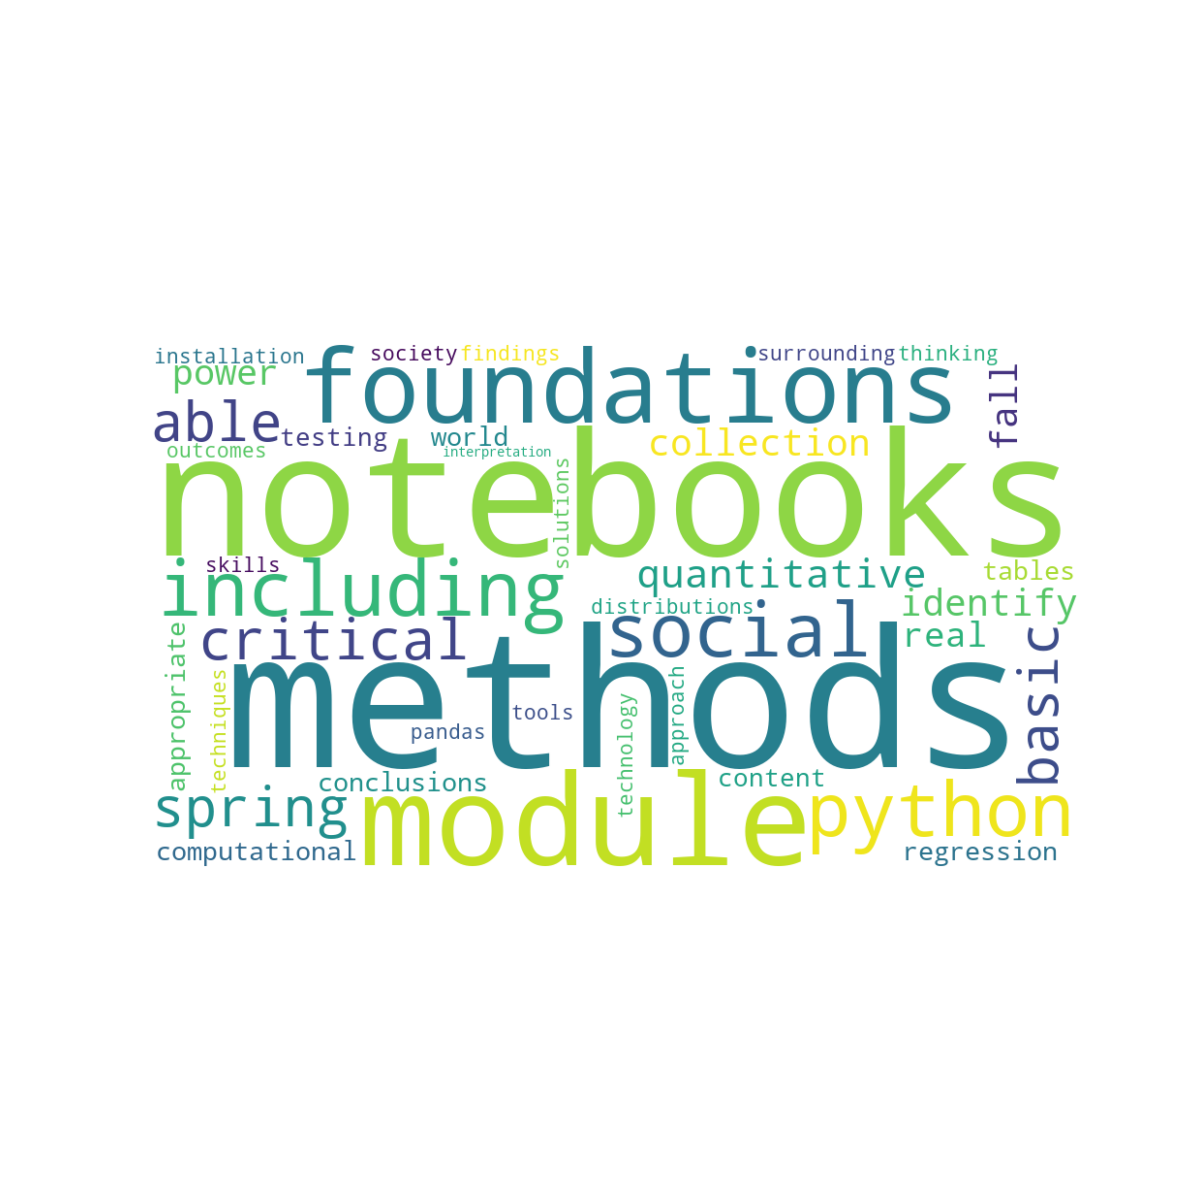 installation
society
findings
surrounding
thinking
power
foundations
fall
able
testing
world
collection
outcomes
interpretation
notebooks
solutions
skills
including
quantitative
tables
distributions
identify
critical
social
real
appropriate
techniques
methods
basic
tools
pandas
technology
approach
conclusions
content
spring
module
python
computational
regression